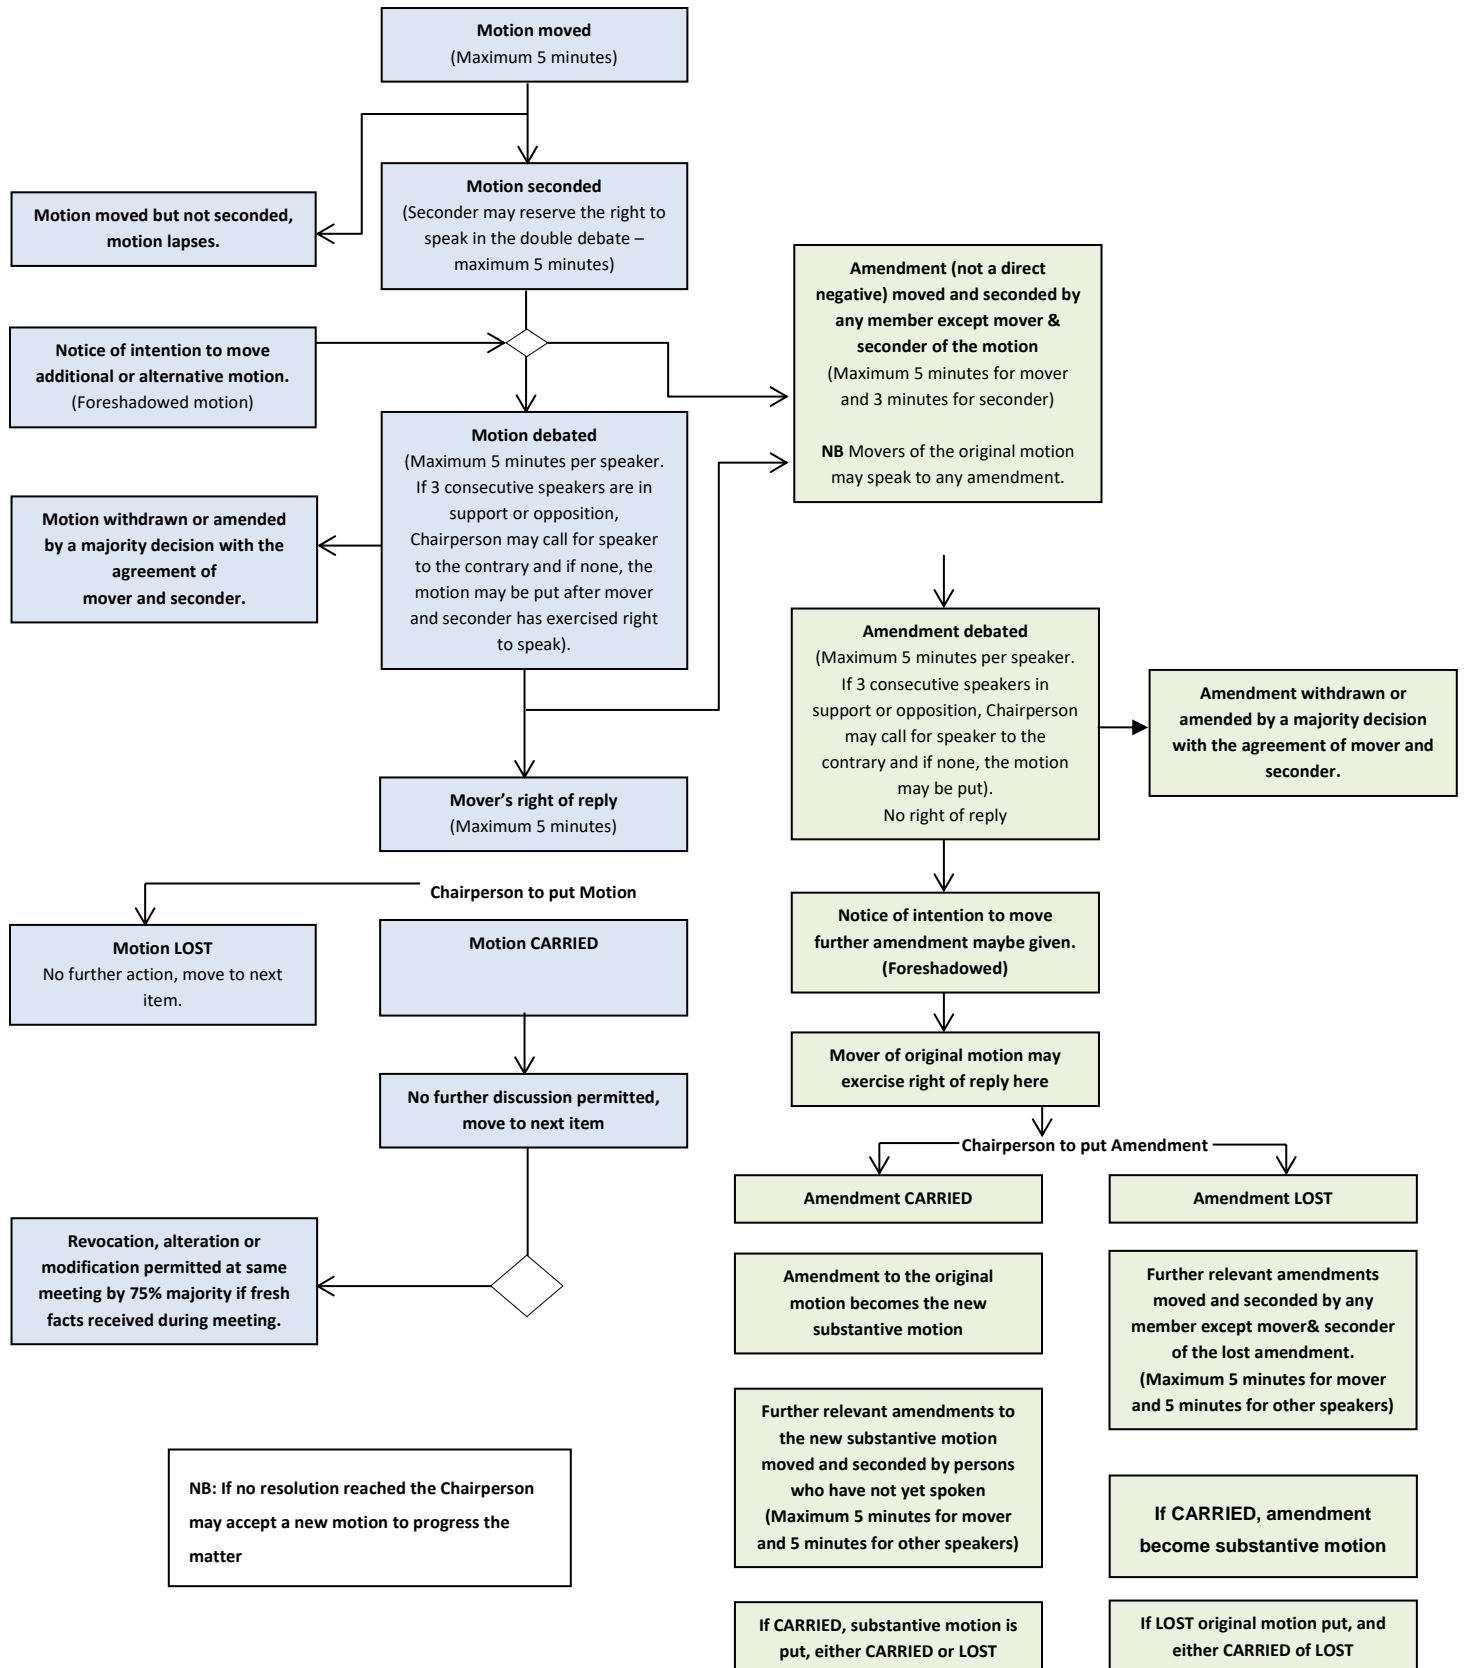 Motion moved
(Maximum 5 minutes)
Motion seconded
(Seconder may reserve the right to
speak in the double debate –
maximum 5 minutes)
Motion moved but not seconded,
motion lapses.
Notice of intention to move
additional or alternative motion.
(Foreshadowed motion)
Motion debated
(Maximum 5 minutes per speaker.
If 3 consecutive speakers are in
support or opposition,
Chairperson may call for speaker
to the contrary and if none, the
motion may be put after mover
and seconder has exercised right
to speak).
Motion withdrawn or amended
by a majority decision with the
agreement of
mover and seconder.
Mover’s right of reply
(Maximum 5 minutes)
Chairperson to put Motion
Motion LOST
No further action, move to next
item.
Motion CARRIED
No further discussion permitted,
move to next item
Revocation, alteration or
modification permitted at same
meeting by 75% majority if fresh
facts received during meeting.
NB: If no resolution reached the Chairperson
may accept a new motion to progress the
matter
Amendment (not a direct
negative) moved and seconded by
any member except mover &
seconder of the motion
(Maximum 5 minutes for mover
and 3 minutes for seconder)
NB Movers of the original motion
may speak to any amendment.
Amendment debated
(Maximum 5 minutes per speaker.
If 3 consecutive speakers in
support or opposition, Chairperson
may call for speaker to the
contrary and if none, the motion
may be put).
No right of reply
Amendment withdrawn or
amended by a majority decision
with the agreement of mover and
seconder.
Notice of intention to move
further amendment maybe given.
(Foreshadowed)
Mover of original motion may
exercise right of reply here
Chairperson to put Amendment
Amendment CARRIED
Amendment to the original
motion becomes the new
substantive motion
Further relevant amendments to
the new substantive motion
moved and seconded by persons
who have not yet spoken
(Maximum 5 minutes for mover
and 5 minutes for other speakers)
If CARRIED, substantive motion is
put, either CARRIED or LOST
Amendment LOST
Further relevant amendments
moved and seconded by any
member except mover& seconder
of the lost amendment.
(Maximum 5 minutes for mover
and 5 minutes for other speakers)
If CARRIED, amendment
become substantive motion
If LOST original motion put, and
either CARRIED of LOST